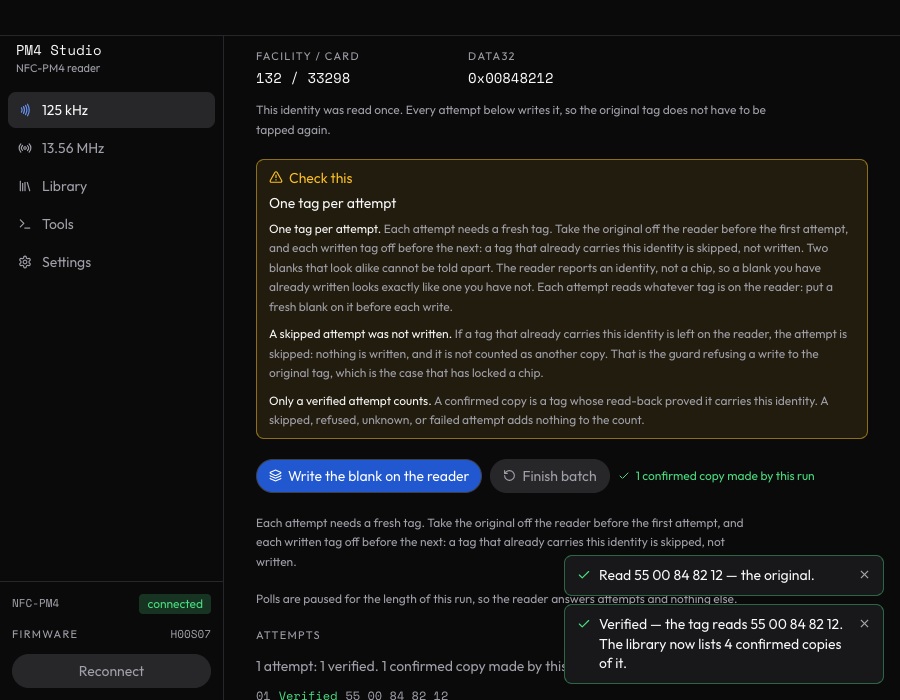 PM4 Studio
NFC-PM4 reader
125 kHz
13.56 MHz
Library
Tools
Settings
NFC-PM4
connected
FIRMWARE
H00S07
Reconnect
FACILITY / CARD
132 / 33298
DATA32
0x00848212
This identity was read once. Every attempt below writes it, so the original tag does not have to be
tapped again.
Check this
One tag per attempt
One tag per attempt. Each attempt needs a fresh tag. Take the original off the reader before the first attempt,
and each written tag off before the next: a tag that already carries this identity is skipped, not written. Two
blanks that look alike cannot be told apart. The reader reports an identity, not a chip, so a blank you have
already written looks exactly like one you have not. Each attempt reads whatever tag is on the reader: put a
fresh blank on it before each write.
A skipped attempt was not written. If a tag that already carries this identity is left on the reader, the attempt is
skipped: nothing is written, and it is not counted as another copy. That is the guard refusing a write to the
original tag, which is the case that has locked a chip.
Only a verified attempt counts. A confirmed copy is a tag whose read-back proved it carries this identity. A
skipped, refused, unknown, or failed attempt adds nothing to the count.
Write the blank on the reader
Finish batch
1 confirmed copy made by this run
Each attempt needs a fresh tag. Take the original off the reader before the first attempt, and
each written tag off before the next: a tag that already carries this identity is skipped, not
written.
Polls are paused for the length of this run, so the reader answers attempts and nothing else.
ATTEMPTS
1 attempt: 1 verified. 1 confirmed copy made by this
01 Verified 55 00 84 82 12
Read 55 00 84 82 12 — the original.
Verified — the tag reads 55 00 84 82 12.
The library now lists 4 confirmed copies
of it.